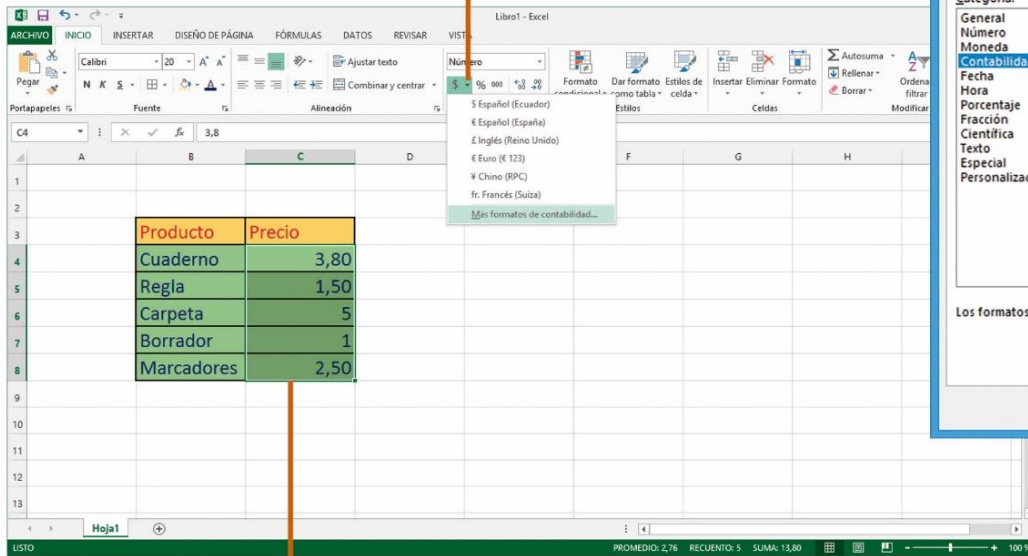 Libro1 - Excel
ARCHIVO INICIO INSERTAR DISEÑO DE PÁGINA FÓRMULAS DATOS REVISAR VISTA
Calibri 20 A A Ajustar texto Número Autosuma
Pegar N K S A Combinar y centrar $ % 000 Formato condicional Dar formato como tabla Estilos de celda Insertar Eliminar Formato Rellenar Borrar
Portapapeles Fuente Alineación Estilos Celdas Modificar
$ Español (Ecuador)
€ Español (España)
£ Inglés (Reino Unido)
€ Euro (€ 123)
¥ Chino (RPC)
fr. Francés (Suiza)
Más formatos de contabilidad...
C4 fx 3,8
A B C D F G H
1
2
3 Producto Precio
4 Cuaderno 3,80
5 Regla 1,50
6 Carpeta 5
7 Borrador 1
8 Marcadores 2,50
9
10
11
12
13
Hoja1
LISTO PROMEDIO: 2,76 RECUENTO: 5 SUMA: 13,80 100 %
General
Número
Moneda
Contabilida
Fecha
Hora
Porcentaje
Fracción
Científica
Texto
Especial
Personalizad
Los formatos